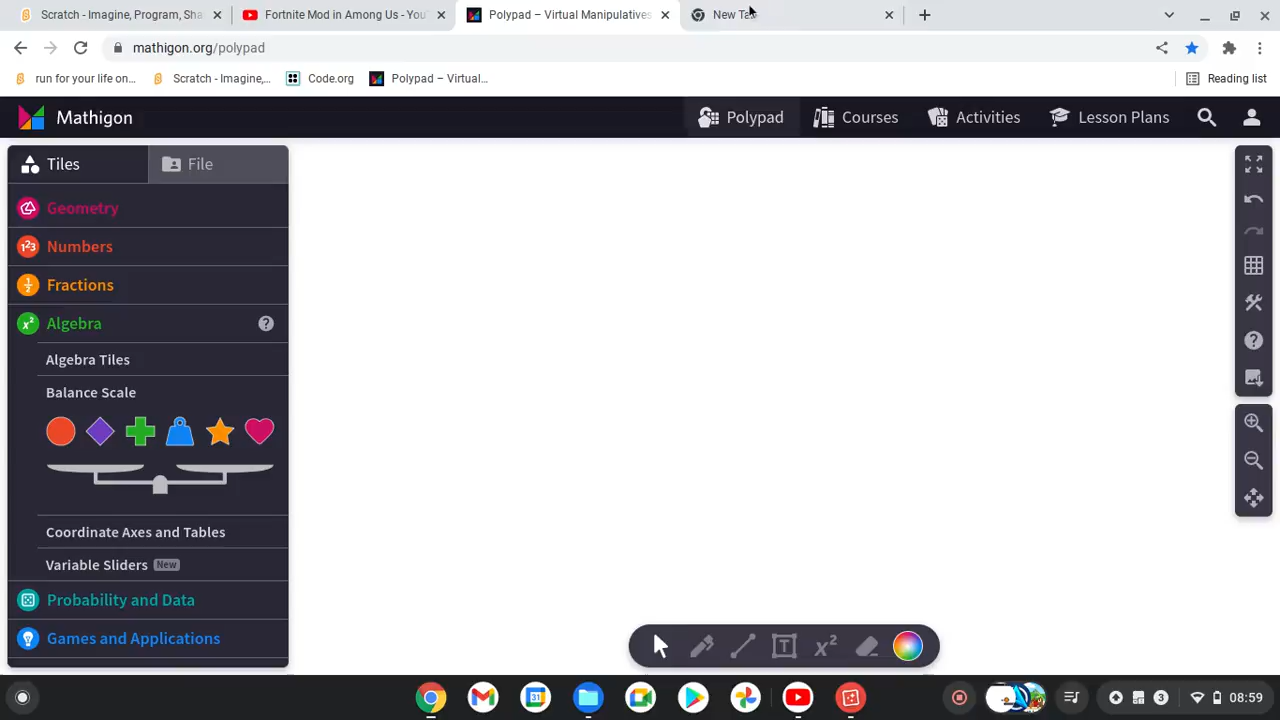 Scratch - Imagine, Program, Sha
Fortnite Mod in Among Us - You
Polypad – Virtual Manipulatives
New Ta
mathigon.org/polypad
run for your life on...
Scratch - Imagine,...
Code.org
Polypad – Virtual...
Reading list
Mathigon
Polypad
Courses
Activities
Lesson Plans
Tiles
File
Geometry
Numbers
Fractions
Algebra
Algebra Tiles
Balance Scale
Coordinate Axes and Tables
Variable Sliders New
Probability and Data
Games and Applications
T
x²
31
3
08:59